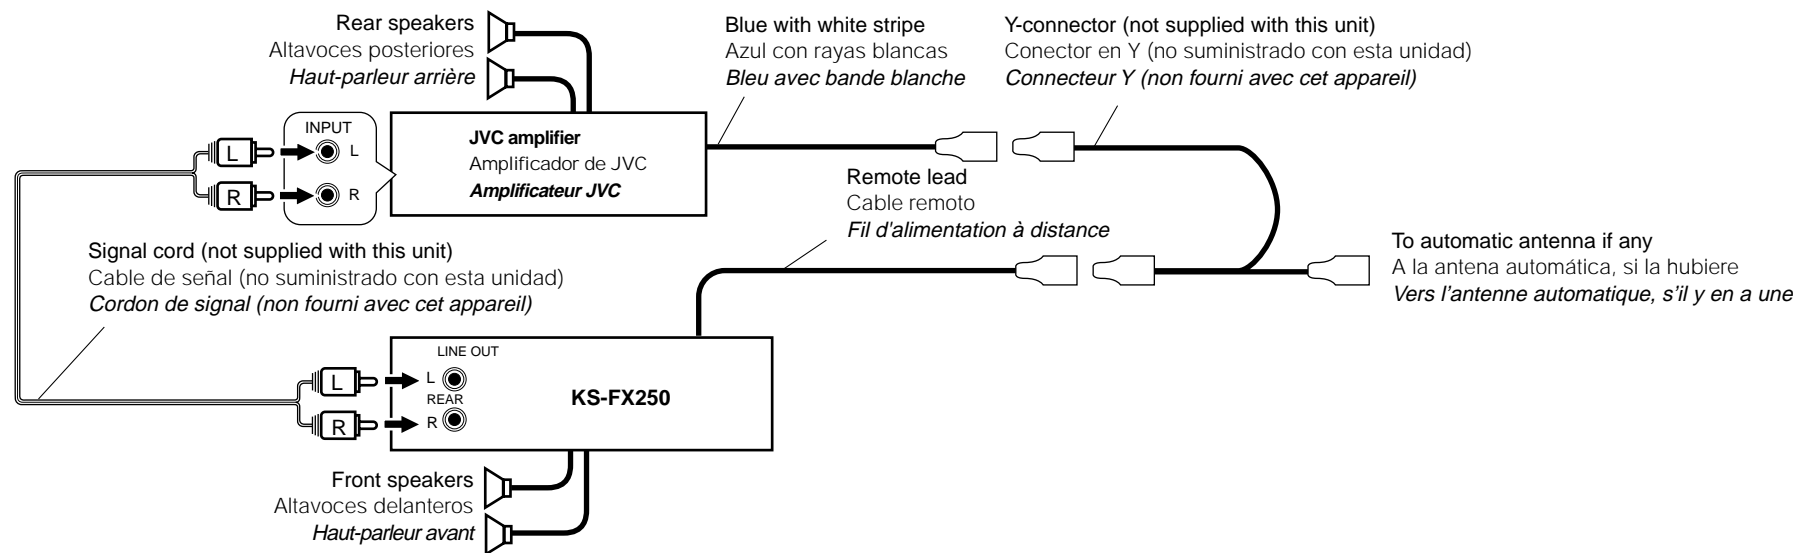 Rear speakers
Altavoces posteriores
Haut-parleur arrière
Blue with white stripe
Azul con rayas blancas
Bleu avec bande blanche
Y-connector (not supplied with this unit)
Conector en Y (no suministrado con esta unidad)
Connecteur Y (non fourni avec cet appareil)
INPUT
L
L
R
R
JVC amplifier
Amplificador de JVC
Amplificateur JVC
Remote lead
Cable remoto
Fil d'alimentation à distance
Signal cord (not supplied with this unit)
Cable de señal (no suministrado con esta unidad)
Cordon de signal (non fourni avec cet appareil)
To automatic antenna if any
A la antena automática, si la hubiere
Vers l'antenne automatique, s'il y en a une
LINE OUT
L
L
REAR
R
R
KS-FX250
Front speakers
Altavoces delanteros
Haut-parleur avant